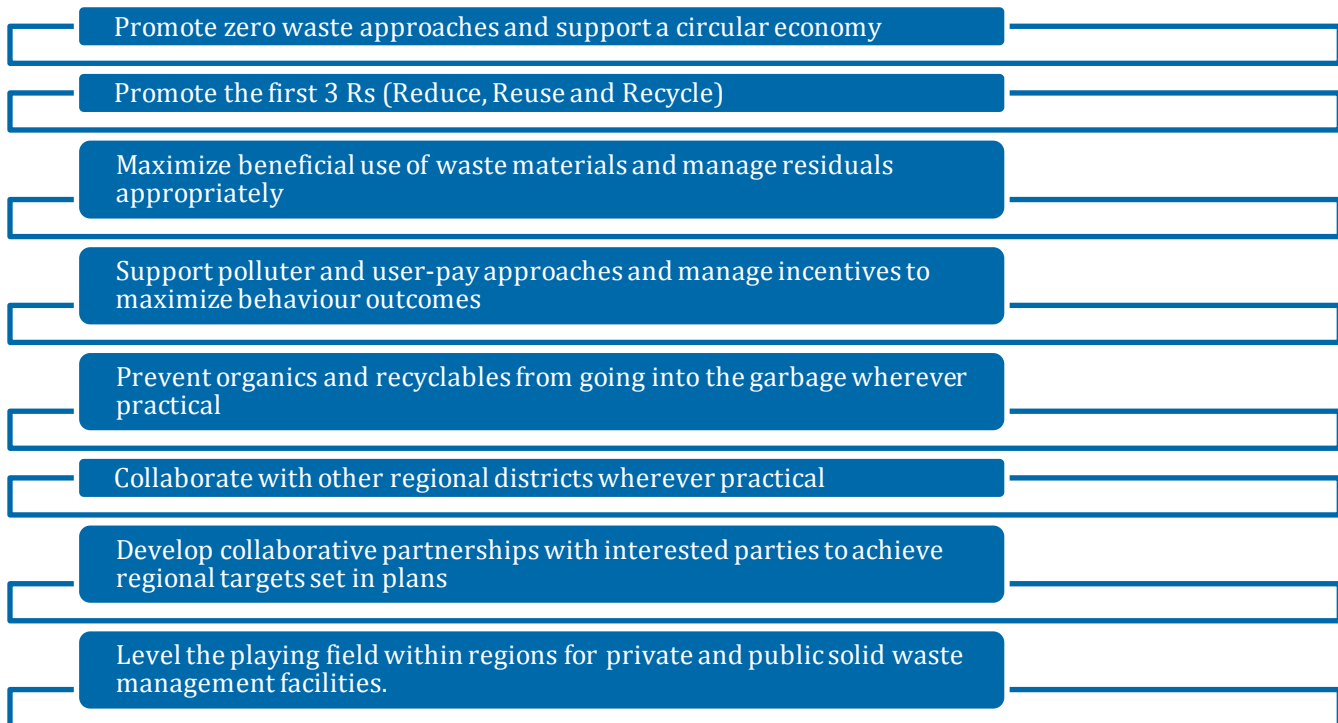 Promote zero waste approaches and support a circular economy
Promote the first 3 Rs (Reduce, Reuse and Recycle)
Maximize beneficial use of waste materials and manage residuals
appropriately
Support polluter and user-pay approaches and manage incentives to
maximize behaviour outcomes
Prevent organics and recyclables from going into the garbage wherever
practical
Collaborate with other regional districts wherever practical
Develop collaborative partnerships with interested parties to achieve
regional targets set in plans
Level the playing field within regions for private and public solid waste
management facilities.